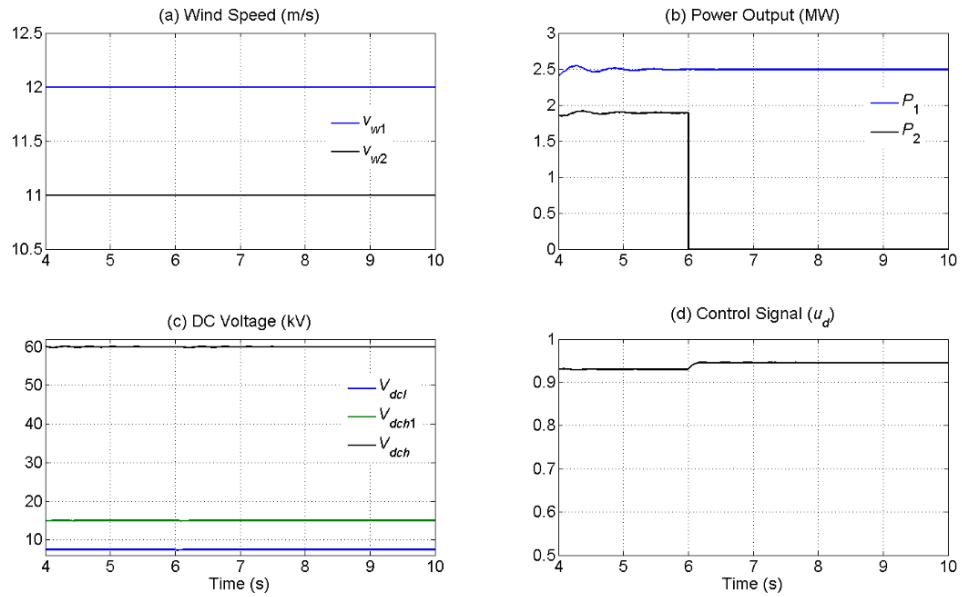 (a) Wind Speed (m/s)
12.5
12
11.5
11
10.5
4 5 6 7 8 9 10
v_w1
v_w2
(b) Power Output (MW)
3
2.5
2
1.5
1
0.5
0
4 5 6 7 8 9 10
P_1
P_2
(c) DC Voltage (kV)
60
50
40
30
20
10
4 5 6 7 8 9 10
Time (s)
V_dcl
V_dch1
V_dch
(d) Control Signal (u_d)
1
0.9
0.8
0.7
0.6
0.5
4 5 6 7 8 9 10
Time (s)